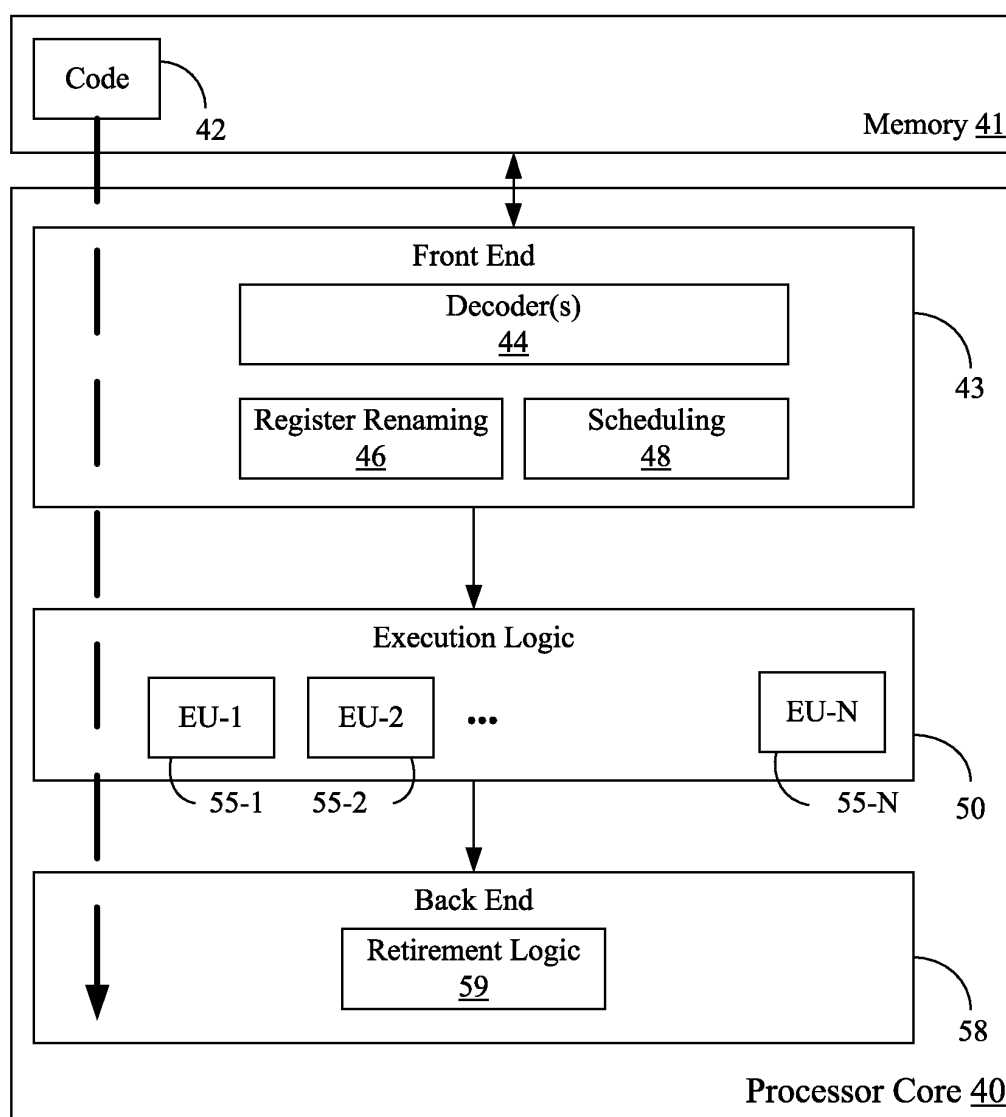 Code
42
Memory 41
Front End
Decoder(s)
44
43
Register Renaming
46
Scheduling
48
Execution Logic
EU-1
EU-2
...
EU-N
55-1
55-2
55-N
50
Back End
Retirement Logic
59
58
Processor Core 40